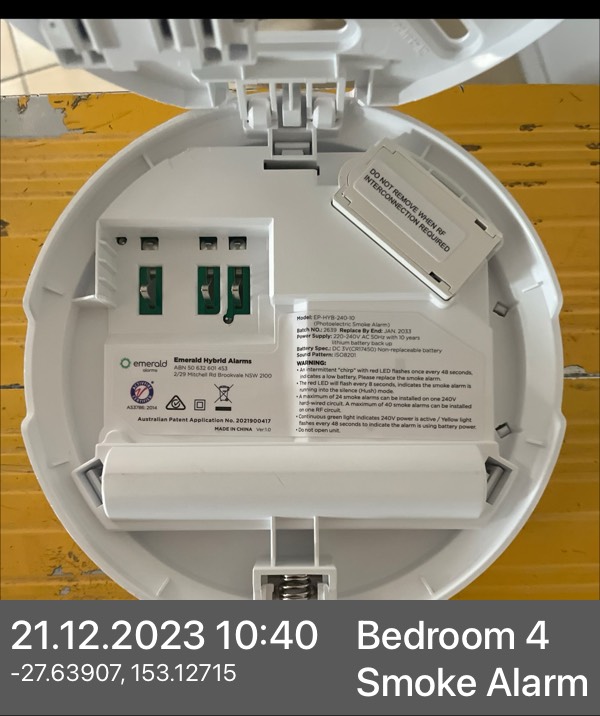 DO NOT REMOVE WHEN RF
INTERCONNECTION REQUIRED
Model: EP-HYB-240-10
(Photoelectric Smoke Alarm)
Batch NO.: 2639 Replace By End: JAN. 2033
Power Supply: 220-240V AC 50Hz with 10 years
lithium battery back up
Battery Spec.: DC 3V(CR17450) Non-replaceable battery
Sound Pattern: ISO8201
WARNING:
• An intermittent "chirp" with red LED flashes once every 48 seconds,
indicates a low battery. Please replace the smoke alarm.
• The red LED will flash every 8 seconds, indicates the smoke alarm is
running into the silence (Hush) mode.
• A maximum of 24 smoke alarms can be installed on one 240V
hard-wired circuit. A maximum of 40 smoke alarms can be installed
on one RF circuit.
• Continuous green light indicates 240V power is active / Yellow light
flashes every 48 seconds to indicate the alarm is using battery power.
• Do not open unit.
emerald
alarms
Emerald Hybrid Alarms
ABN 50 632 601 453
2/29 Mitchell Rd Brookvale NSW 2100
AS3786: 2014
Australian Patent Application No. 2021900417
MADE IN CHINA Ver:1.0
21.12.2023 10:40
-27.63907, 153.12715
Bedroom 4
Smoke Alarm